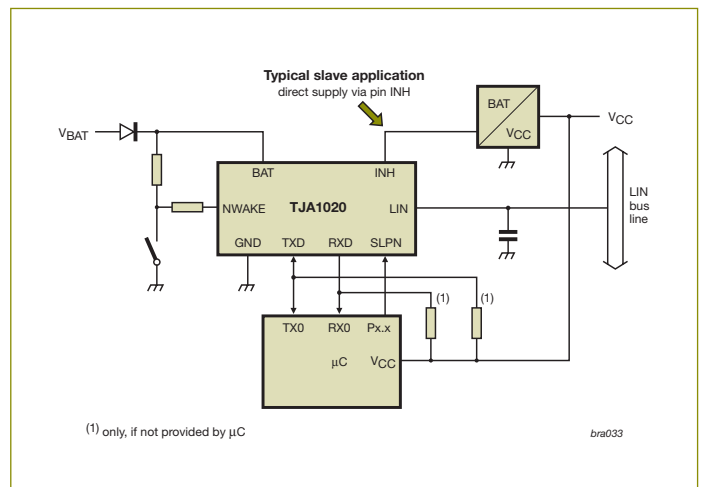 Typical slave application
direct supply via pin INH
VBAT
BAT
VCC
VCC
BAT
INH
NWAKE
TJA1020
LIN
GND
TXD
RXD
SLPN
LIN
bus
line
(1)
(1)
TX0
RX0
Px.x
μC
VCC
(1) only, if not provided by μC
bra033